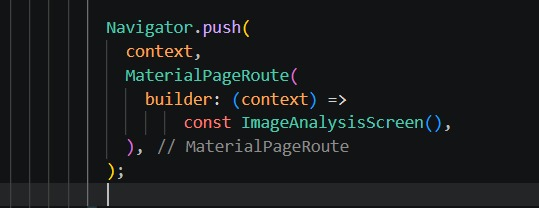 Navigator.push(
context,
MaterialPageRoute(
builder: (context) =>
const ImageAnalysisScreen(),
), // MaterialPageRoute
);